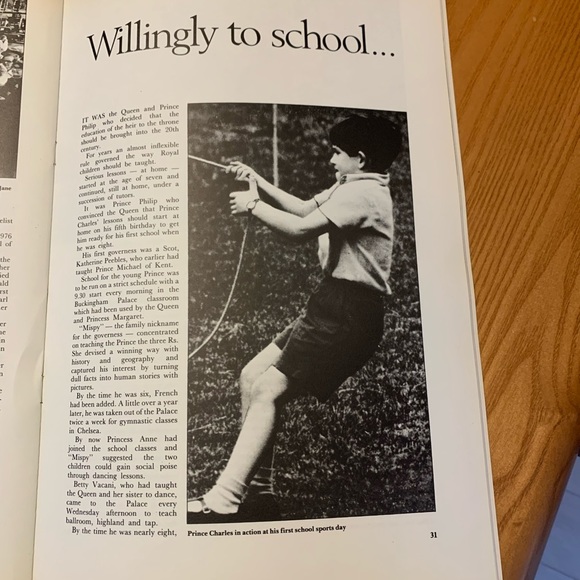 Willingly to school...
IT WAS the Queen and Prince
Philip who decided that the
education of the heir to the throne
should be brought into the 20th
century.
For years an almost inflexible
rule governed the way Royal
children should be taught.
Serious lessons — at home —
started at the age of seven and
continued, still at home, under a
succession of tutors.
It was Prince Philip who
convinced the Queen that Prince
Charles' lessons should start at
home on his fifth birthday to get
him ready for his first school when
he was eight.
His first governess was a Scot,
Katherine Peebles, who earlier had
taught Prince Michael of Kent.
School for the young Prince was
to be run on a strict schedule with a
9.30 start every morning in the
Buckingham Palace classroom
which had been used by the Queen
and Princess Margaret.
"Mispy" — the family nickname
for the governess — concentrated
on teaching the Prince the three Rs.
She devised a winning way with
history and geography and
captured his interest by turning
dull facts into human stories with
pictures.
By the time he was six, French
had been added. A little over a year
later, he was taken out of the Palace
twice a week for gymnastic classes
in Chelsea.
By now Princess Anne had
joined the school classes and
"Mispy" suggested the two
children could gain social poise
through dancing lessons.
Betty Vacani, who had taught
the Queen and her sister to dance,
came to the Palace every
Wednesday afternoon to teach
ballroom, highland and tap.
By the time he was nearly eight,
Prince Charles in action at his first school sports day
31